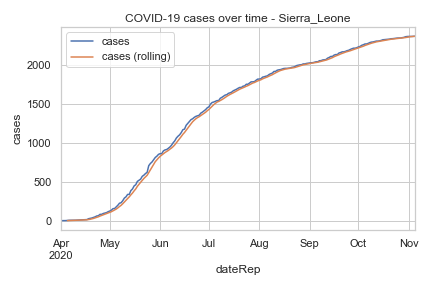 COVID-19 cases over time - Sierra_Leone
cases
cases (rolling)
cases
2000
1500
1000
500
0
Apr May Jun Jul Aug Sep Oct Nov
2020
dateRep